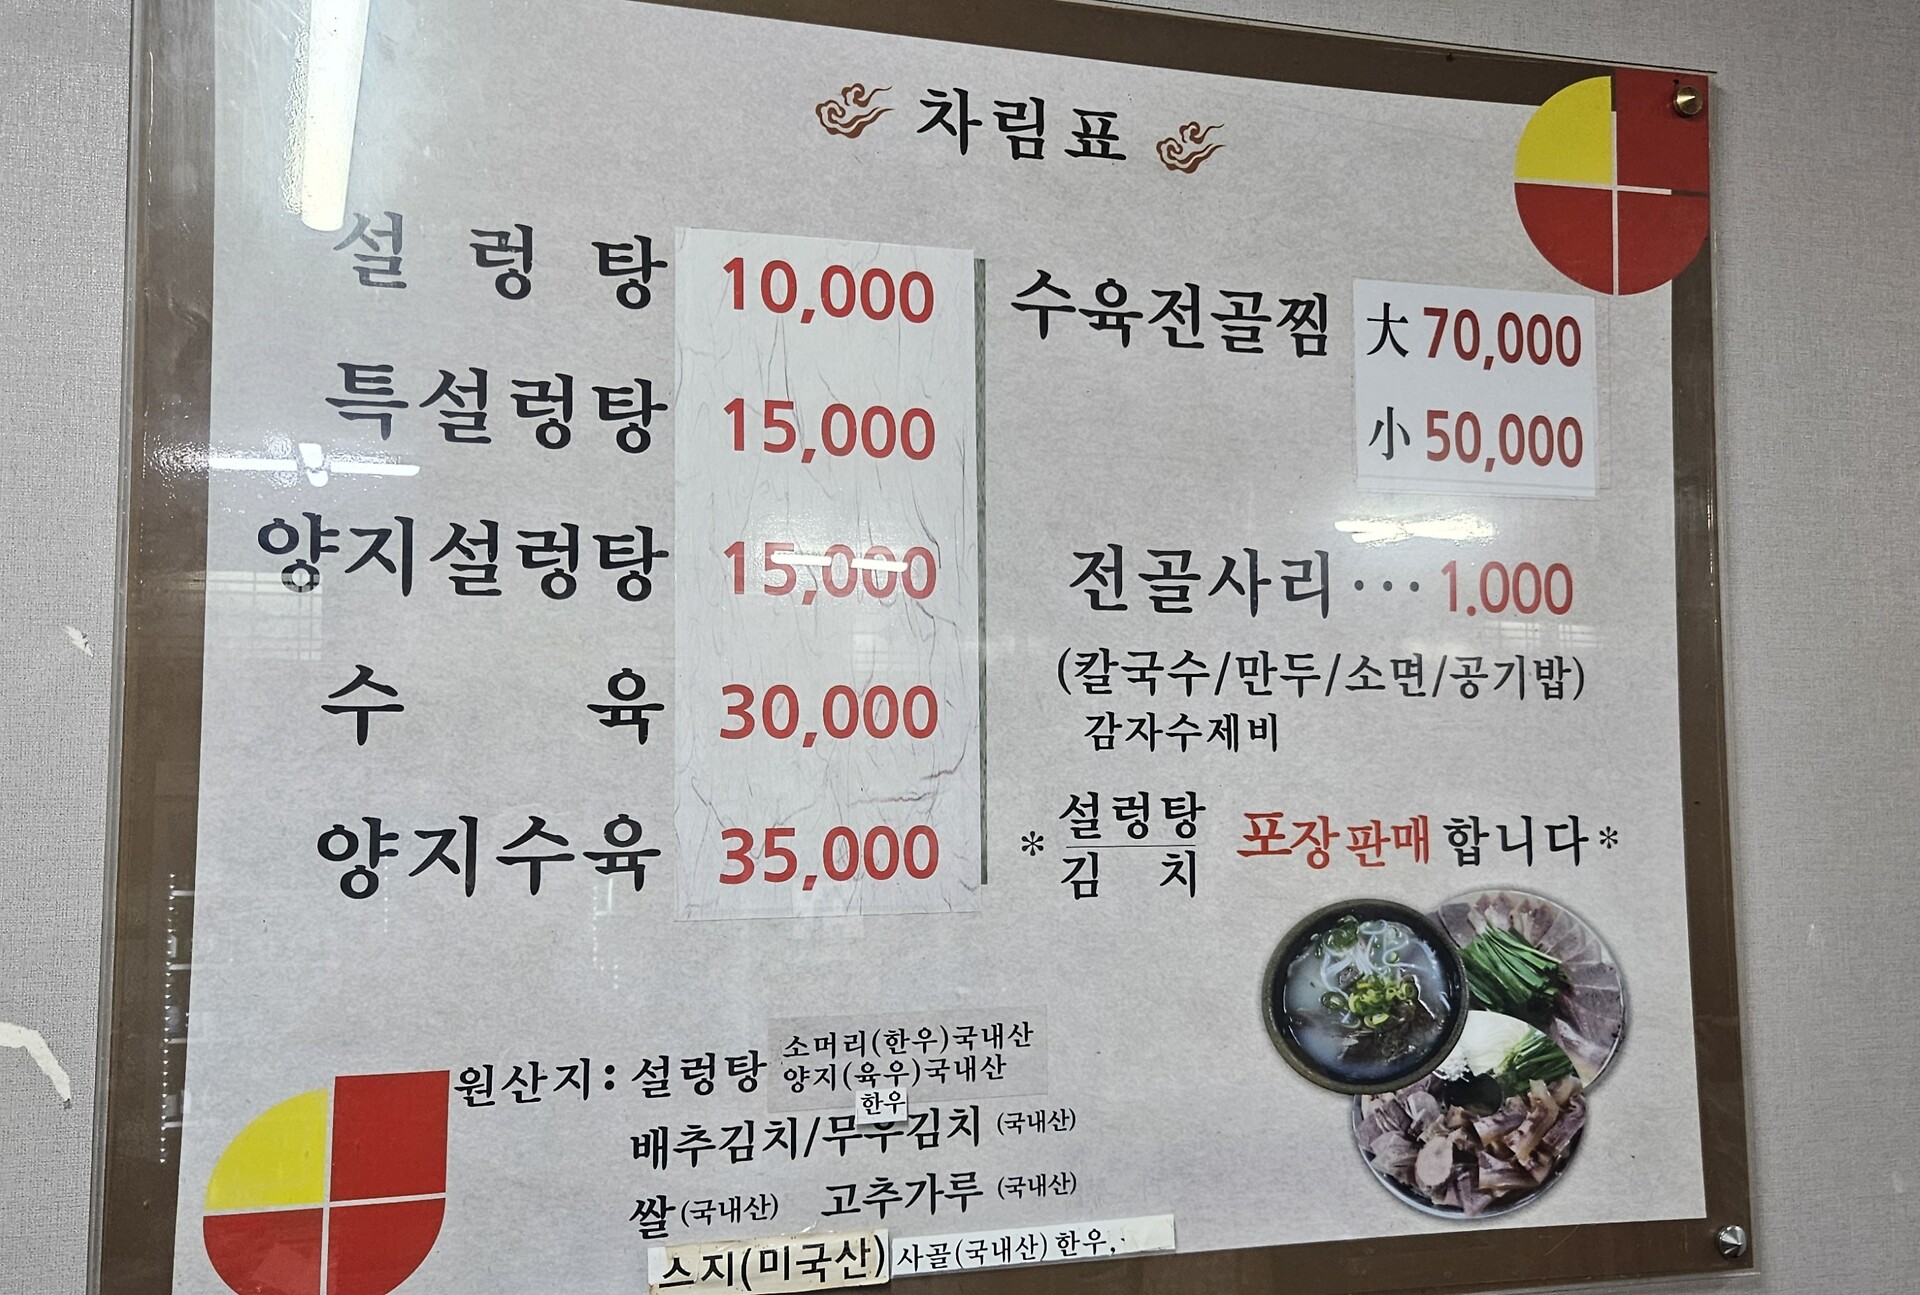 차림표
설렁탕 10,000
특설렁탕 15,000
양지설렁탕 15,000
수육 30,000
양지수육 35,000
수육전골찜 大 70,000
小 50,000
전골사리··· 1.000
(칼국수/만두/소면/공기밥)
감자수제비
* 설렁탕
김치 포장판매 합니다 *
원산지: 설렁탕 소머리(한우)국내산
양지(육우)국내산
한우
배추김치/무우김치 (국내산)
쌀 (국내산) 고추가루 (국내산)
스지(미국산) 사골(국내산) 한우,